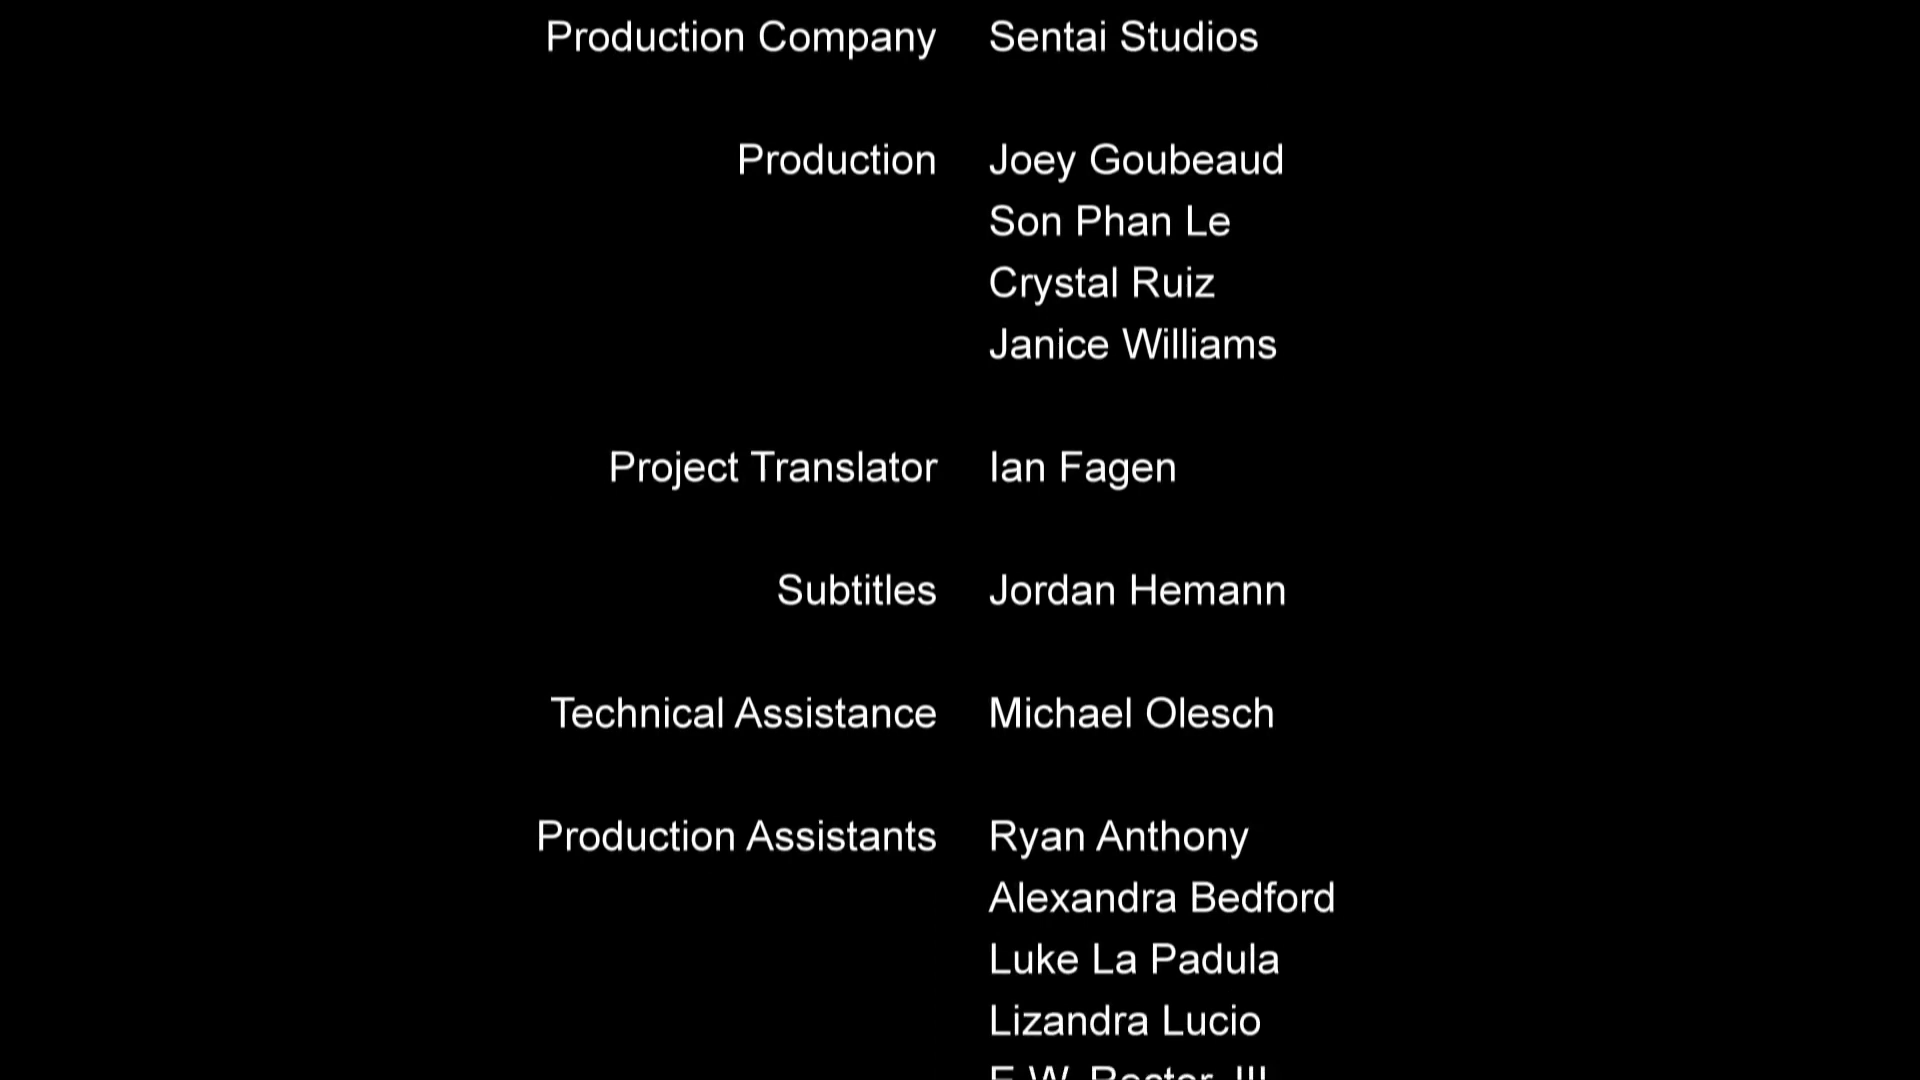 Production Company Sentai Studios
Production Joey Goubeaud
Son Phan Le
Crystal Ruiz
Janice Williams
Project Translator Ian Fagen
Subtitles Jordan Hemann
Technical Assistance Michael Olesch
Production Assistants Ryan Anthony
Alexandra Bedford
Luke La Padula
Lizandra Lucio